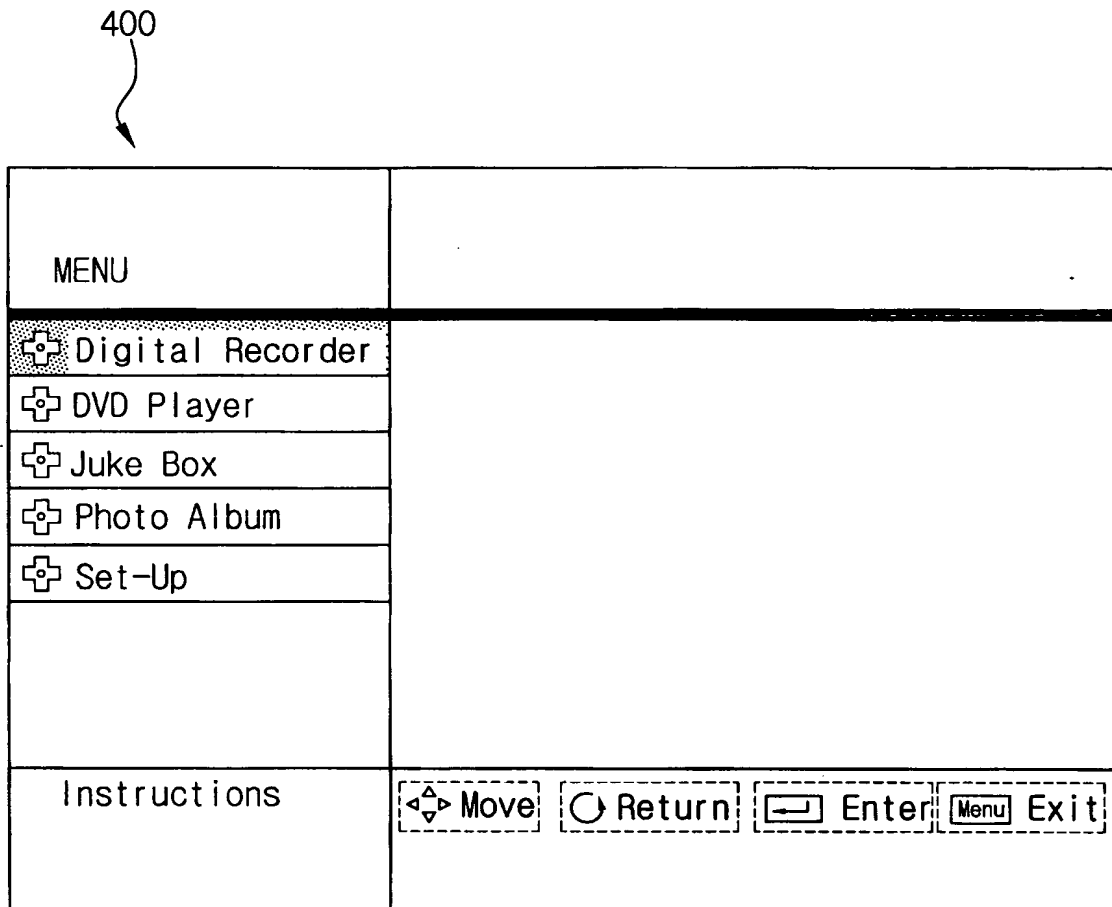 400
MENU
Digital Recorder
DVD Player
Juke Box
Photo Album
Set-Up
Instructions Move Return Enter Menu Exit